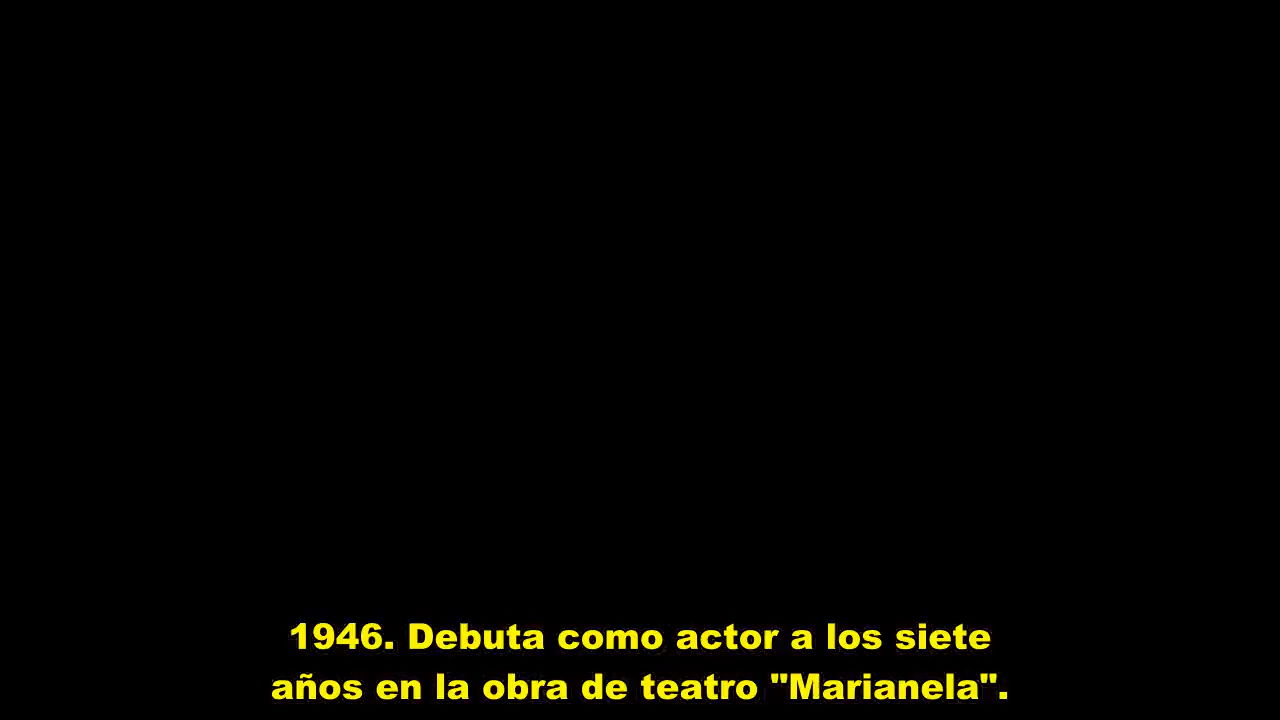 1946. Debuta como actor a los siete
años en la obra de teatro "Marianela".